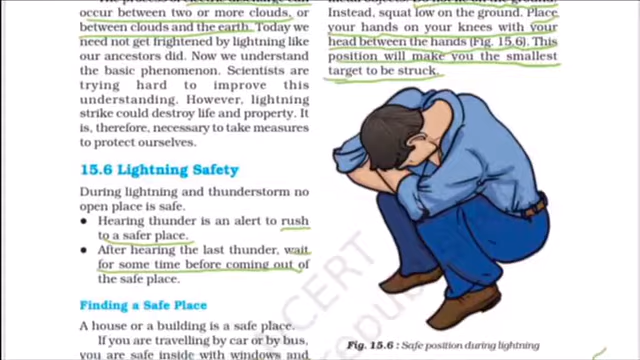 occur between two or more clouds, or
between clouds and the earth. Today we
need not get frightened by lightning like
our ancestors did. Now we understand
the basic phenomenon. Scientists are
trying hard to improve this
understanding. However, lightning
strike could destroy life and property. It
is, therefore, necessary to take measures
to protect ourselves.
15.6 Lightning Safety
During lightning and thunderstorm no
open place is safe.
● Hearing thunder is an alert to rush
to a safer place.
● After hearing the last thunder, wait
for some time before coming out of
the safe place.
Finding a Safe Place
A house or a building is a safe place.
If you are travelling by car or by bus,
you are safe inside with windows and
Instead, squat low on the ground. Place
your hands on your knees with your
head between the hands (Fig. 15.6). This
position will make you the smallest
target to be struck.
Fig. 15.6 : Safe position during lightning